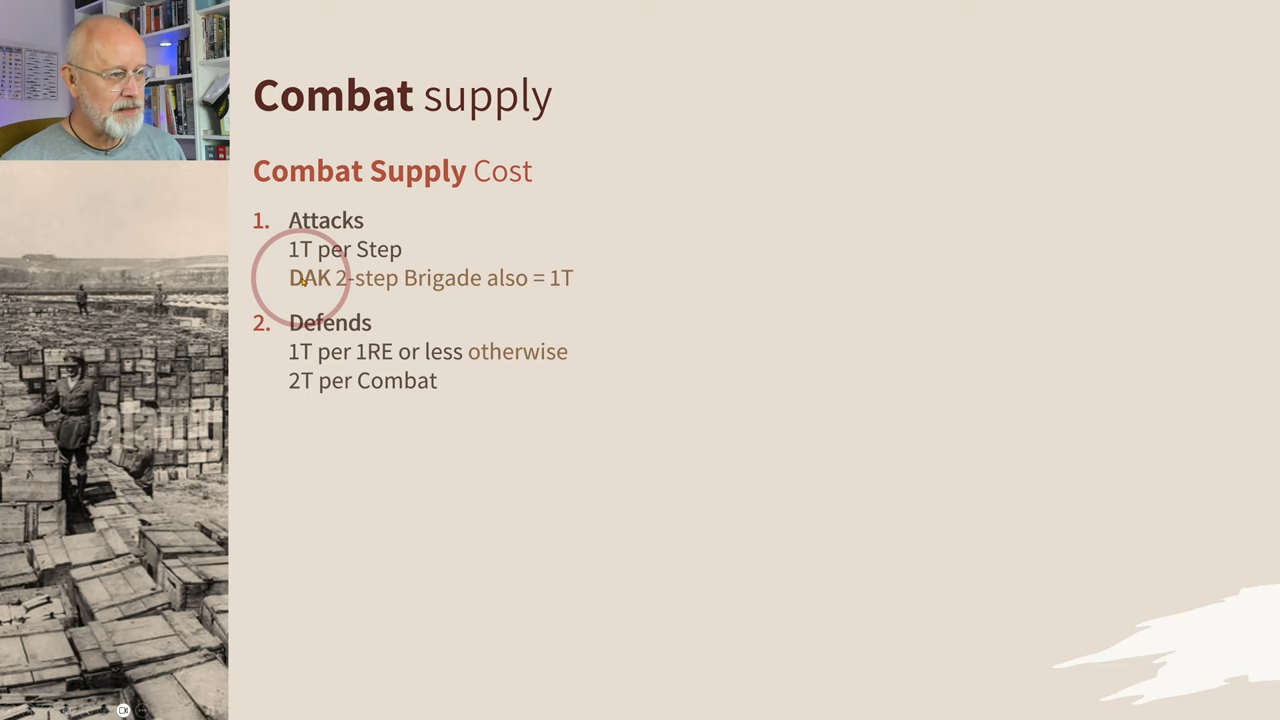 Combat supply
Combat Supply Cost
1. Attacks
1T per Step
DAK 2-step Brigade also = 1T
2. Defends
1T per 1RE or less otherwise
2T per Combat